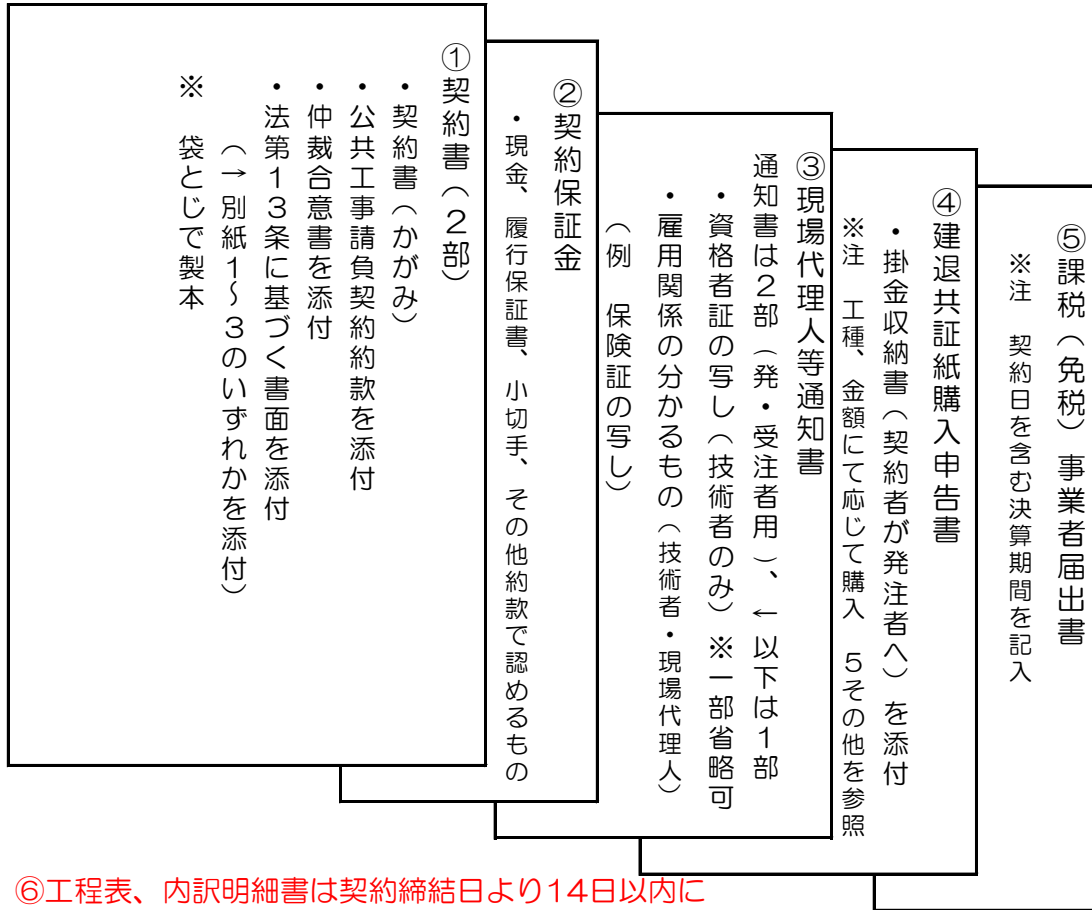 ①契約書（２部）
・契約書（かがみ）
・公共工事請負契約約款を添付
・仲裁合意書を添付
・法第１３条に基づく書面を添付
（→別紙１～３のいずれかを添付）
※　袋とじで製本
②契約保証金
・現金、履行保証書、小切手、その他約款で認めるもの
③現場代理人等通知書
通知書は２部（発・受注者用）、←以下は１部
・資格者証の写し（技術者のみ）※一部省略可
・雇用関係の分かるもの（技術者・現場代理人）
（例　保険証の写し）
④建退共証紙購入申告書
・掛金収納書（契約者が発注者へ）を添付
※注　工種、金額にて応じて購入　５その他を参照
⑤課税（免税）事業者届出書
※注　契約日を含む決算期間を記入
⑥工程表、内訳明細書は契約締結日より14日以内に